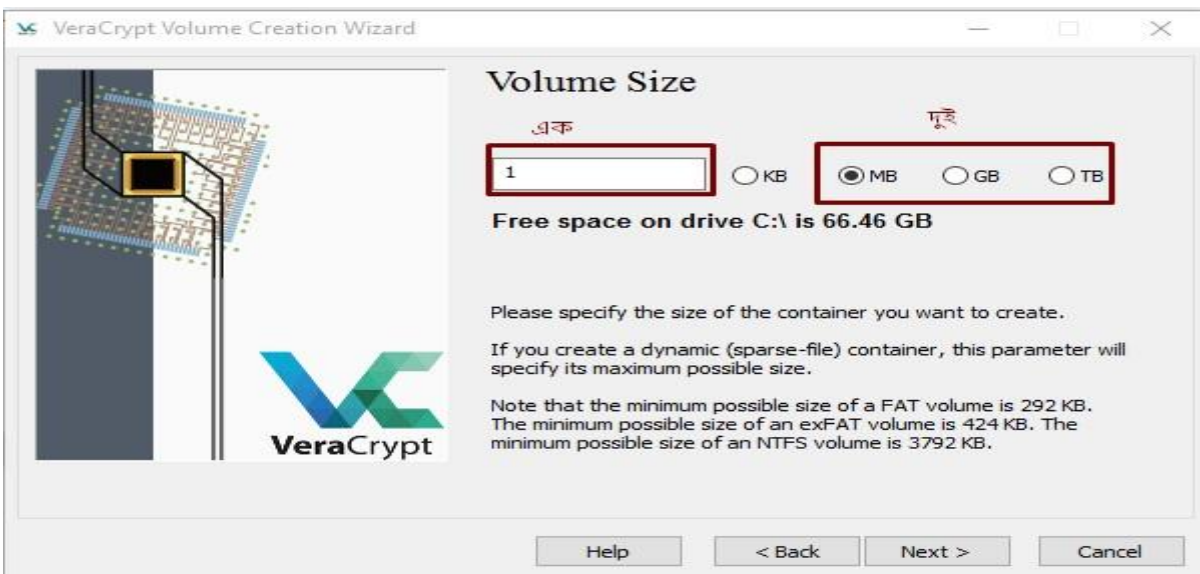 VeraCrypt Volume Creation Wizard
Volume Size
এক
দুই
1
KB MB GB TB
Free space on drive C:\ is 66.46 GB
Please specify the size of the container you want to create.
If you create a dynamic (sparse-file) container, this parameter will
specify its maximum possible size.
Note that the minimum possible size of a FAT volume is 292 KB.
The minimum possible size of an exFAT volume is 424 KB. The
minimum possible size of an NTFS volume is 3792 KB.
VeraCrypt
Help < Back Next > Cancel